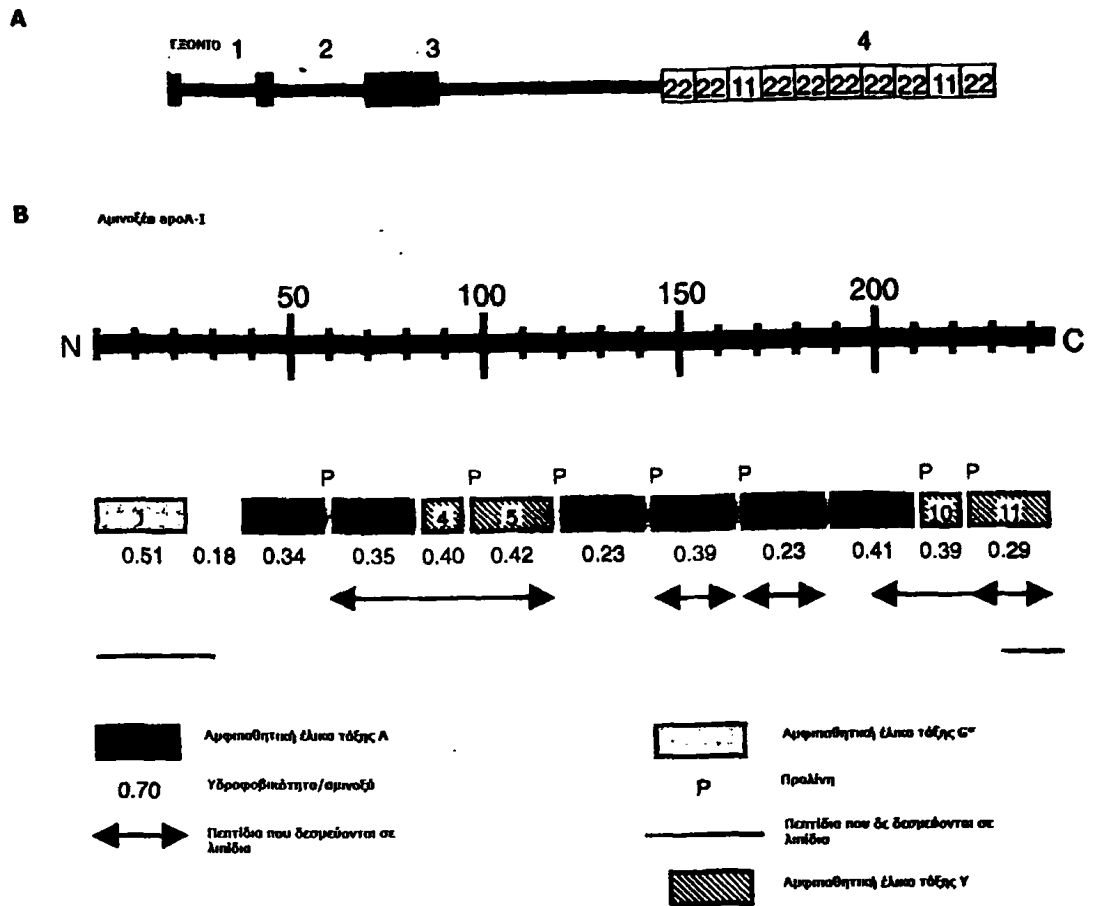 A
1 2 3 4
22 22 11 22 22 22 22 22 11 22
B
Αμινοξέα apoA-I
50 100 150 200
N C
P P P P P P P
4 5 10 11
0.51 0.18 0.34 0.35 0.40 0.42 0.23 0.39 0.23 0.41 0.39 0.29
Αμφιπαθητική έλικα τάξης A
0.70 Υδροφοβικότητα/αμινοξύ
Πεπτίδια που δεσμεύονται σε
λιπίδια
Αμφιπαθητική έλικα τάξης G*
P Προλίνη
Πεπτίδια που δε δεσμεύονται σε
λιπίδια
Αμφιπαθητική έλικα τάξης Y